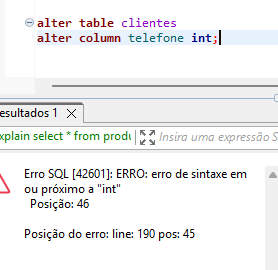 alter table clientes
alter column telefone int;
esultados 1
xplain select * from produ
Insira uma expressão S
Erro SQL [42601]: ERRO: erro de sintaxe em
ou próximo a "int"
Posição: 46
Posição do erro: line: 190 pos: 45